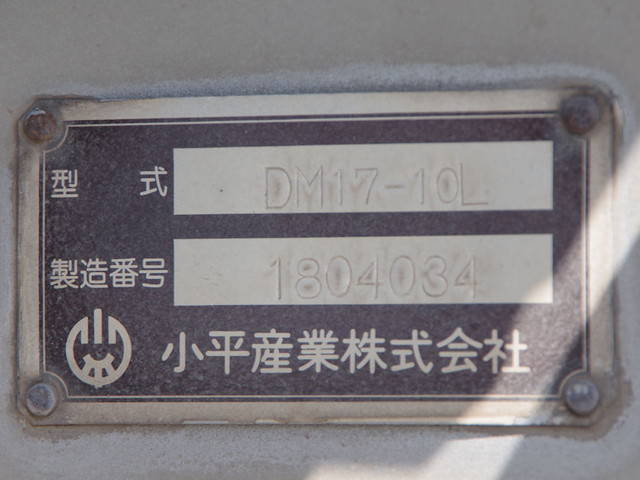 型 式 DM17-10L
製造番号 1804034
小平産業株式会社